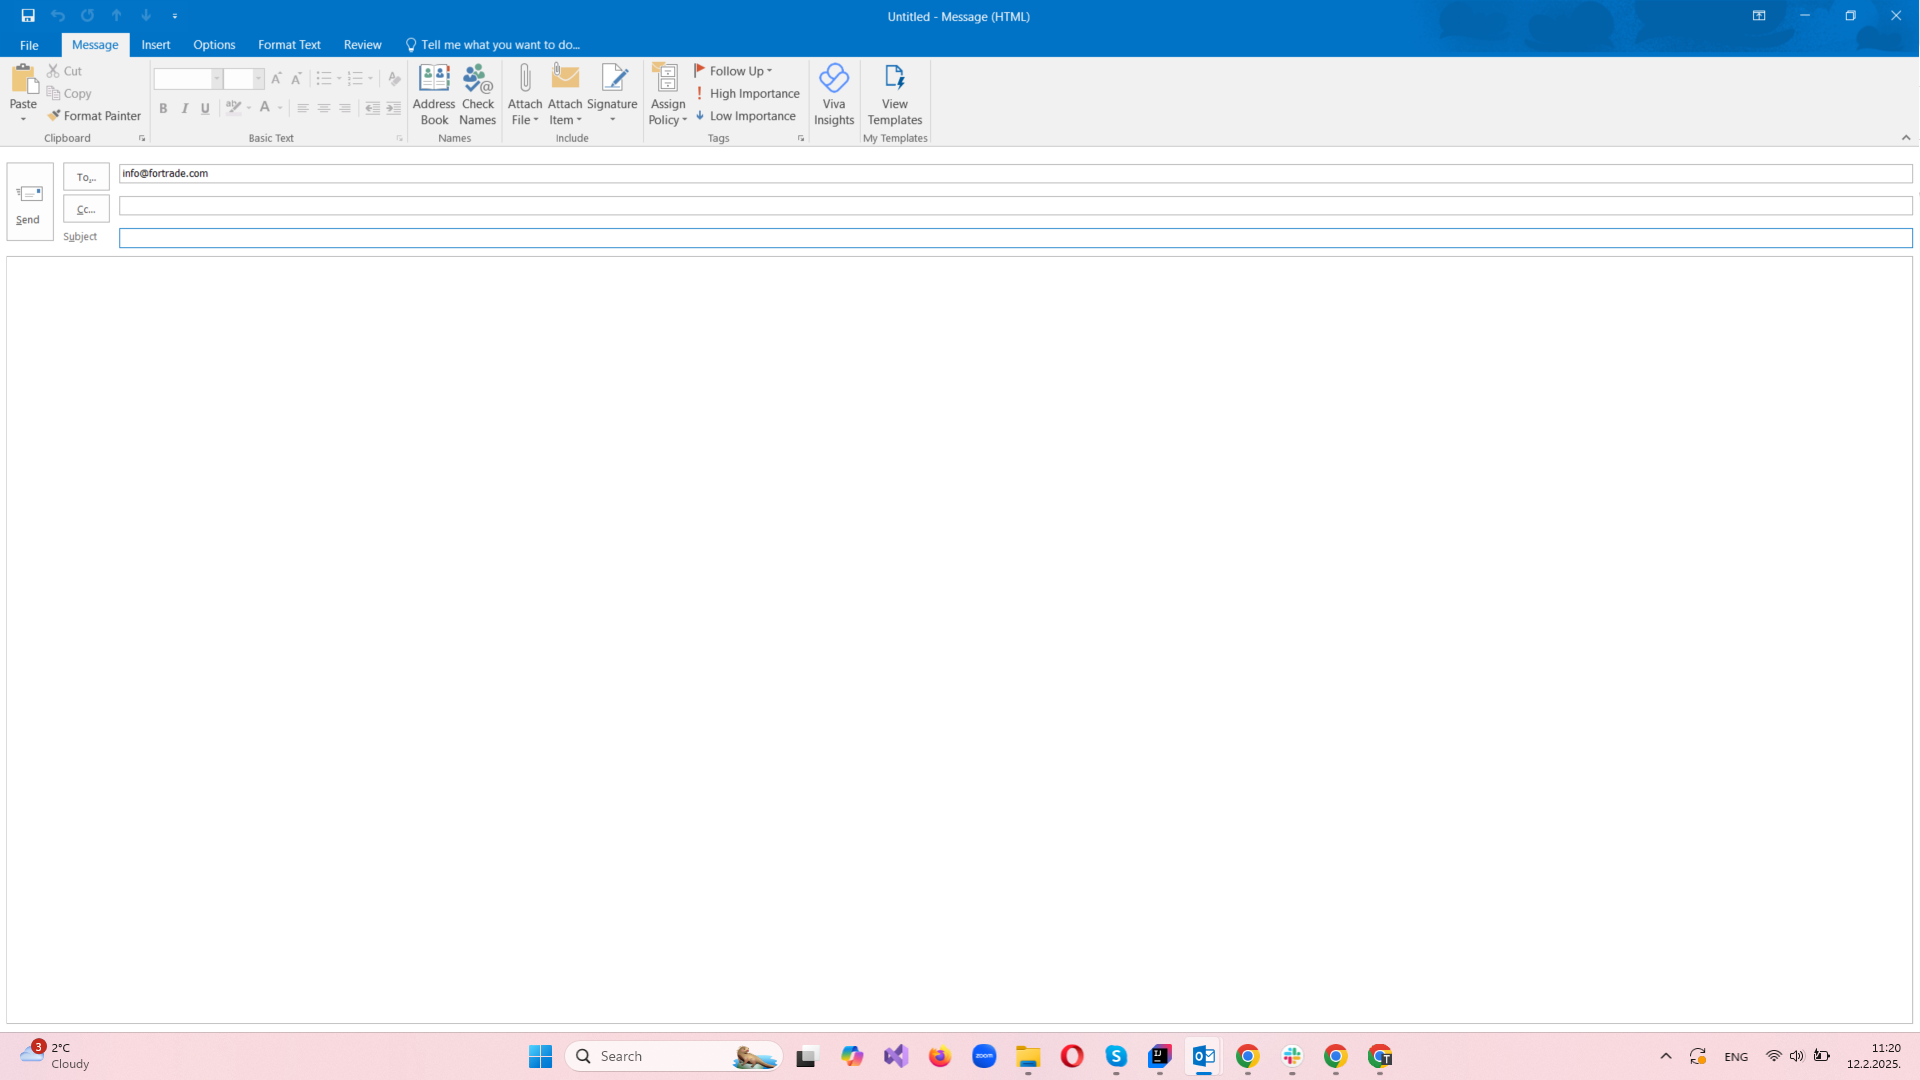 Untitled - Message (HTML)
File
Message
Insert
Options
Format Text
Review
Tell me what you want to do...
Paste
Cut
Copy
Format Painter
Clipboard
B I U
Basic Text
Address Book
Check Names
Names
Attach File
Attach Item
Signature
Include
Assign Policy
Follow Up
High Importance
Low Importance
Tags
Viva Insights
View Templates
My Templates
Send
To...
info@fortrade.com
Cc...
Subject
3
2°C
Cloudy
Search
zoom
ENG
11:20
12.2.2025.